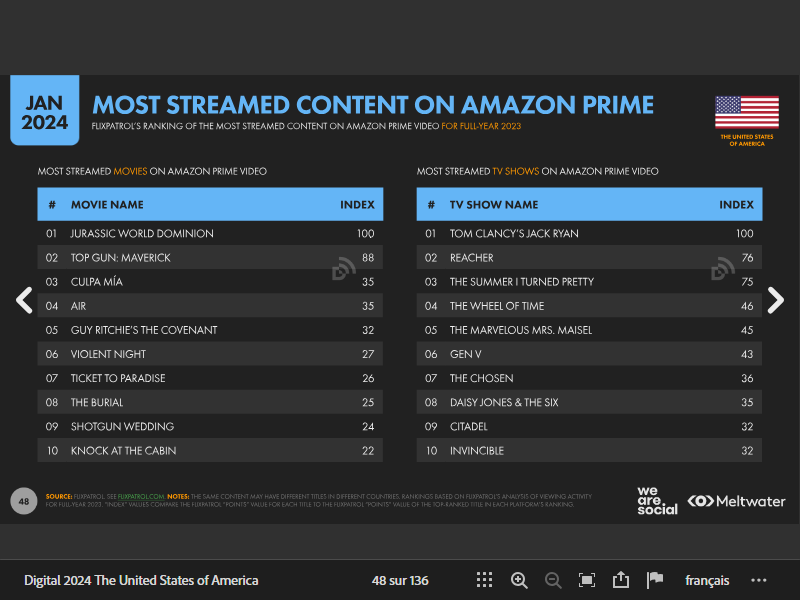 JAN
2024
MOST STREAMED CONTENT ON AMAZON PRIME
FLIXPATROL'S RANKING OF THE MOST STREAMED CONTENT ON AMAZON PRIME VIDEO FOR FULL-YEAR 2023
THE UNITED STATES
OF AMERICA
MOST STREAMED MOVIES ON AMAZON PRIME VIDEO
# MOVIE NAME INDEX
01 JURASSIC WORLD DOMINION 100
02 TOP GUN: MAVERICK 88
03 CULPA MÍA 35
04 AIR 35
05 GUY RITCHIE'S THE COVENANT 32
06 VIOLENT NIGHT 27
07 TICKET TO PARADISE 26
08 THE BURIAL 25
09 SHOTGUN WEDDING 24
10 KNOCK AT THE CABIN 22
MOST STREAMED TV SHOWS ON AMAZON PRIME VIDEO
# TV SHOW NAME INDEX
01 TOM CLANCY'S JACK RYAN 100
02 REACHER 76
03 THE SUMMER I TURNED PRETTY 75
04 THE WHEEL OF TIME 46
05 THE MARVELOUS MRS. MAISEL 45
06 GEN V 43
07 THE CHOSEN 36
08 DAISY JONES & THE SIX 35
09 CITADEL 32
10 INVINCIBLE 32
48
SOURCE: FLIXPATROL. SEE FLIXPATROL.COM. NOTES: THE SAME CONTENT MAY HAVE DIFFERENT TITLES IN DIFFERENT COUNTRIES. RANKINGS BASED ON FLIXPATROL'S ANALYSIS OF VIEWING ACTIVITY
FOR FULL-YEAR 2023. "INDEX" VALUES COMPARE THE FLIXPATROL "POINTS" VALUE FOR EACH TITLE TO THE FLIXPATROL "POINTS" VALUE OF THE TOP-RANKED TITLE IN EACH PLATFORM'S RANKING.
we
are
social
Meltwater
Digital 2024 The United States of America
48 sur 136
français